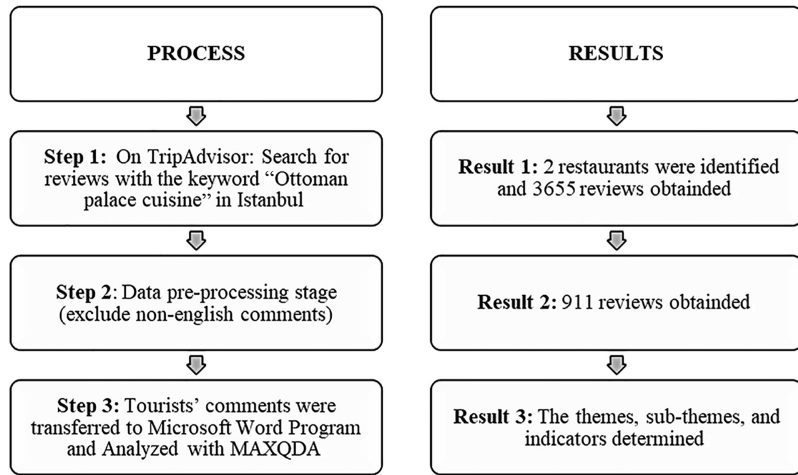 PROCESS
Step 1: On TripAdvisor: Search for
reviews with the keyword “Ottoman
palace cuisine” in Istanbul
Step 2: Data pre-processing stage
(exclude non-english comments)
Step 3: Tourists’ comments were
transferred to Microsoft Word Program
and Analyzed with MAXQDA
RESULTS
Result 1: 2 restaurants were identified
and 3655 reviews obtainded
Result 2: 911 reviews obtainded
Result 3: The themes, sub-themes, and
indicators determined